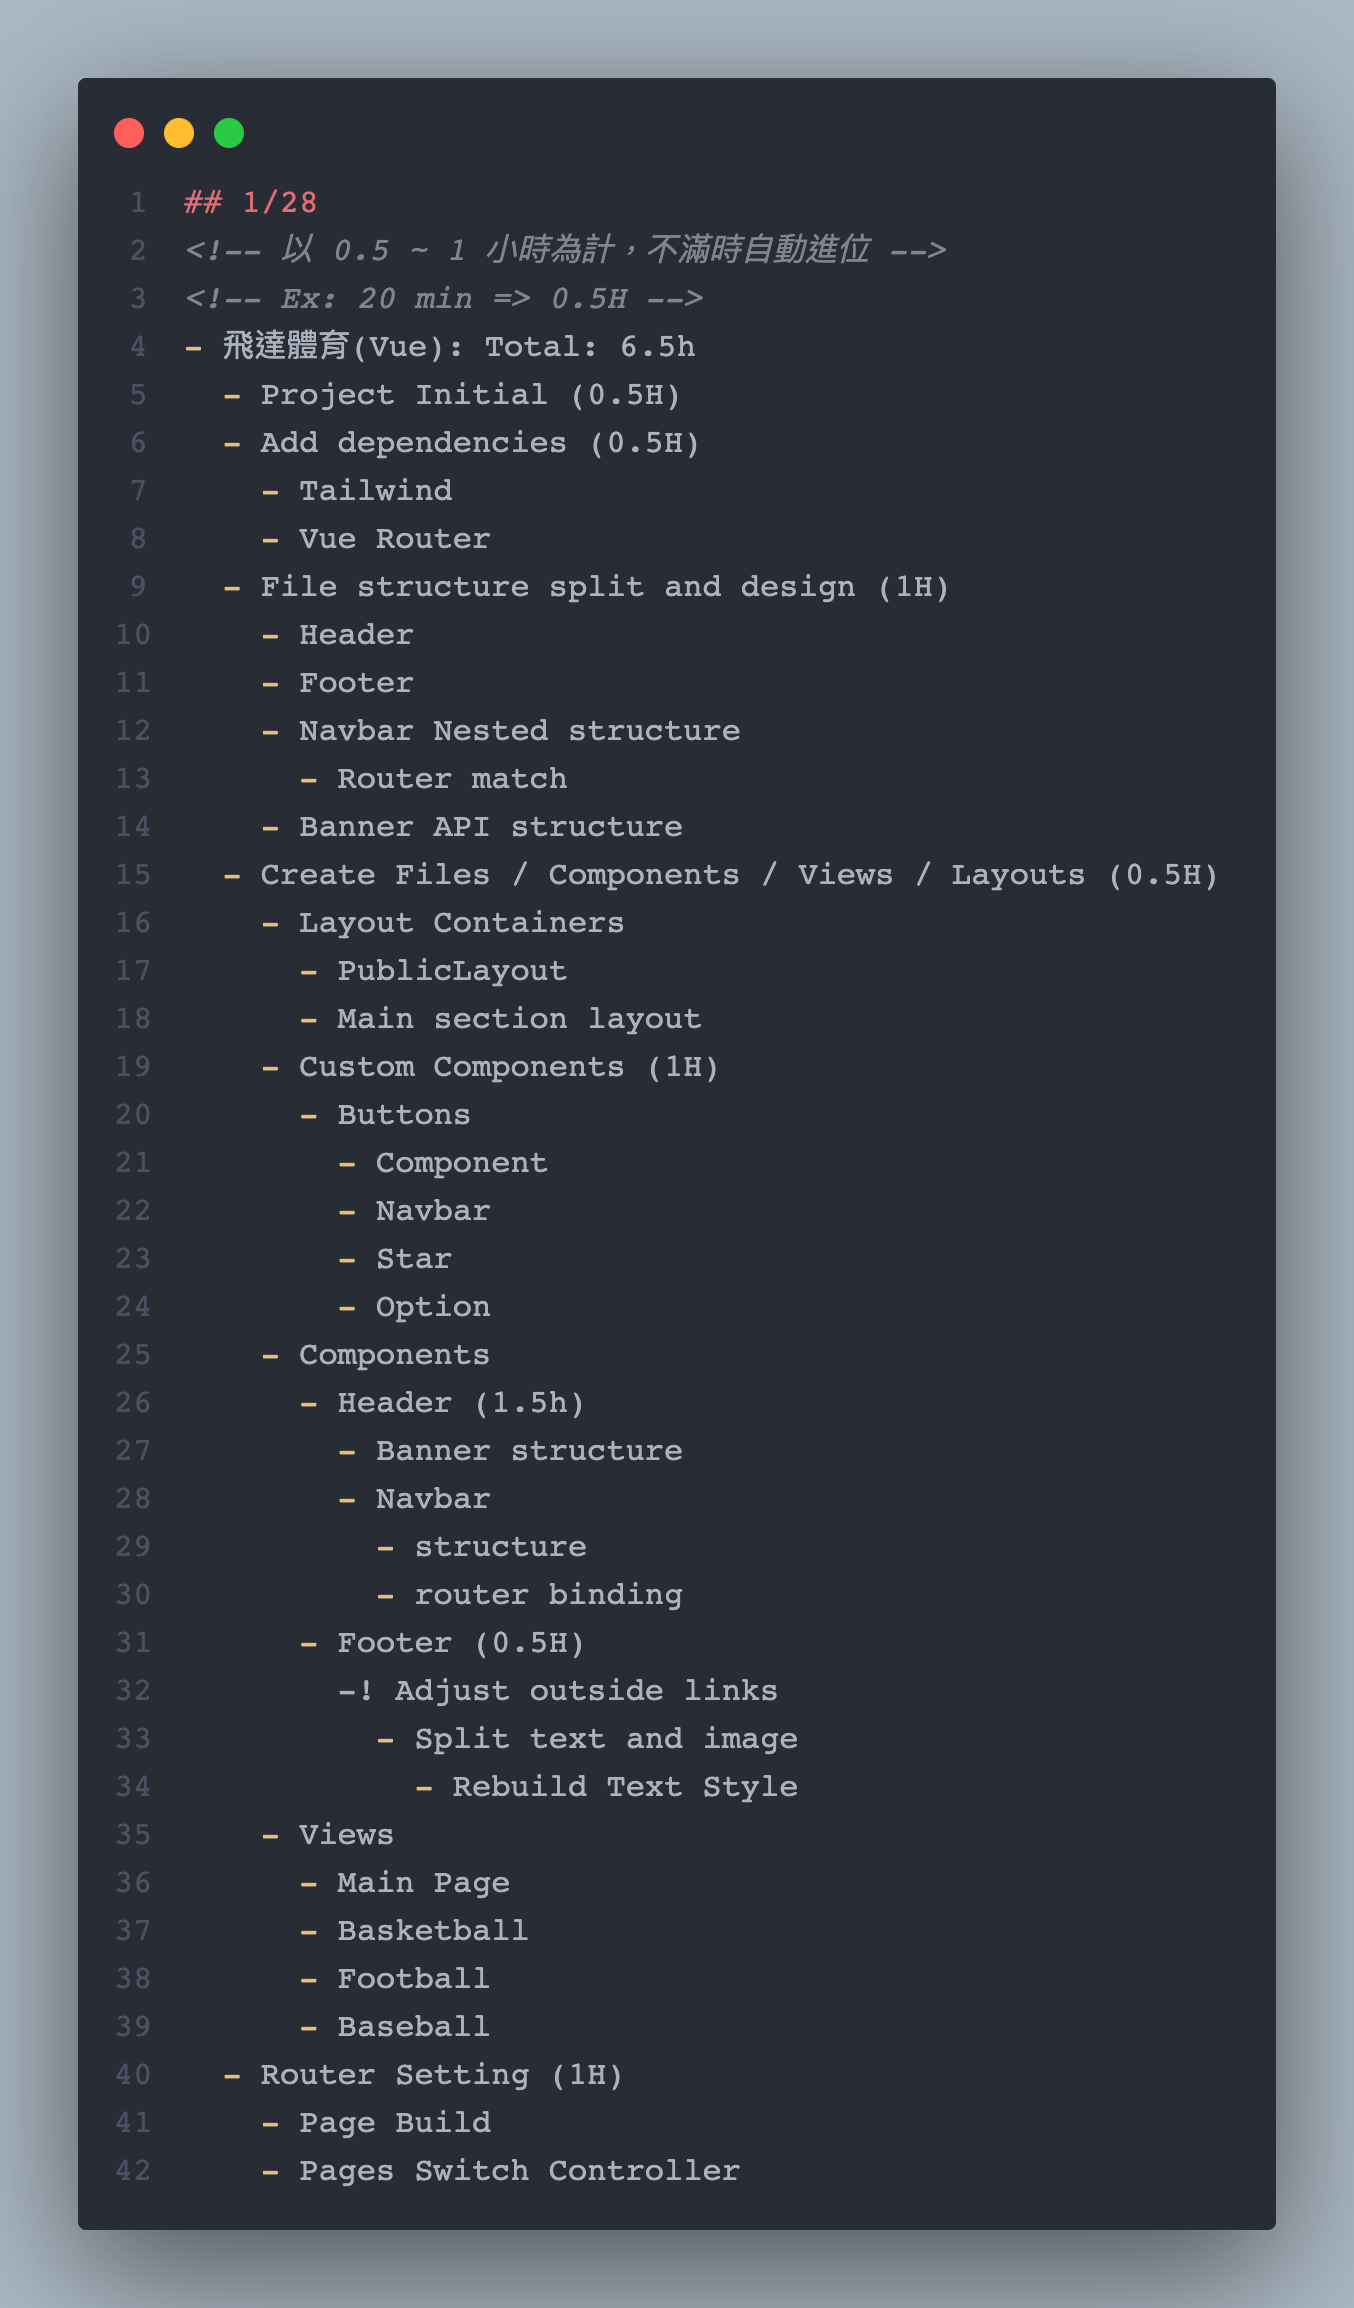 1 ## 1/28
2 <!-- 以 0.5 ~ 1 小時為計，不滿時自動進位 -->
3 <!-- Ex: 20 min => 0.5H -->
4 - 飛達體育(Vue): Total: 6.5h
5 - Project Initial (0.5H)
6 - Add dependencies (0.5H)
7 - Tailwind
8 - Vue Router
9 - File structure split and design (1H)
10 - Header
11 - Footer
12 - Navbar Nested structure
13 - Router match
14 - Banner API structure
15 - Create Files / Components / Views / Layouts (0.5H)
16 - Layout Containers
17 - PublicLayout
18 - Main section layout
19 - Custom Components (1H)
20 - Buttons
21 - Component
22 - Navbar
23 - Star
24 - Option
25 - Components
26 - Header (1.5h)
27 - Banner structure
28 - Navbar
29 - structure
30 - router binding
31 - Footer (0.5H)
32 -! Adjust outside links
33 - Split text and image
34 - Rebuild Text Style
35 - Views
36 - Main Page
37 - Basketball
38 - Football
39 - Baseball
40 - Router Setting (1H)
41 - Page Build
42 - Pages Switch Controller